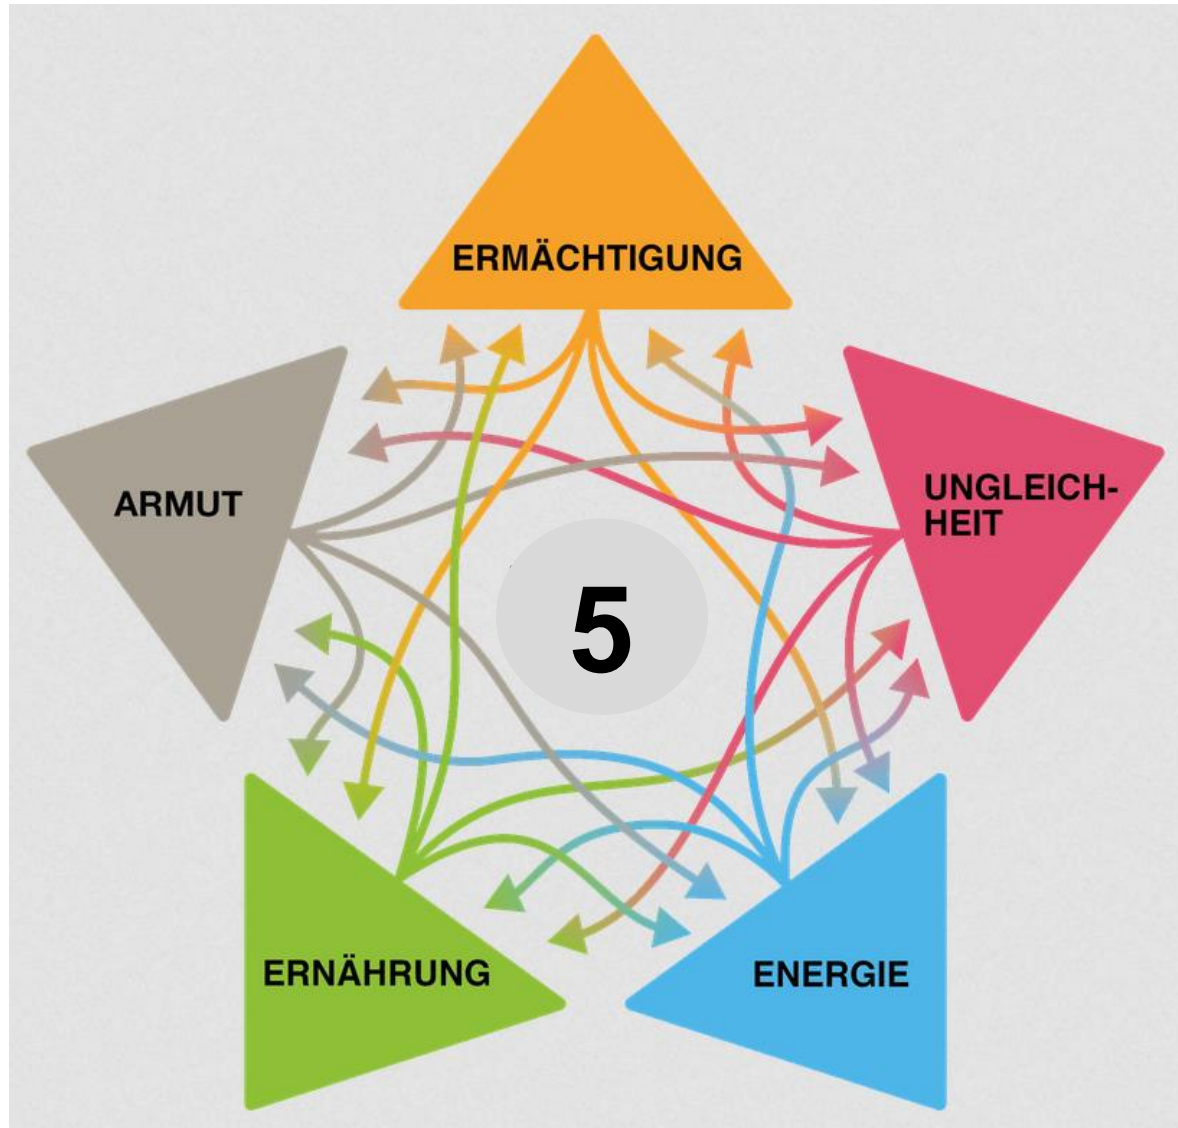 ERMÄCHTIGUNG
ARMUT
UNGLEICH-
HEIT
5
ERNÄHRUNG
ENERGIE